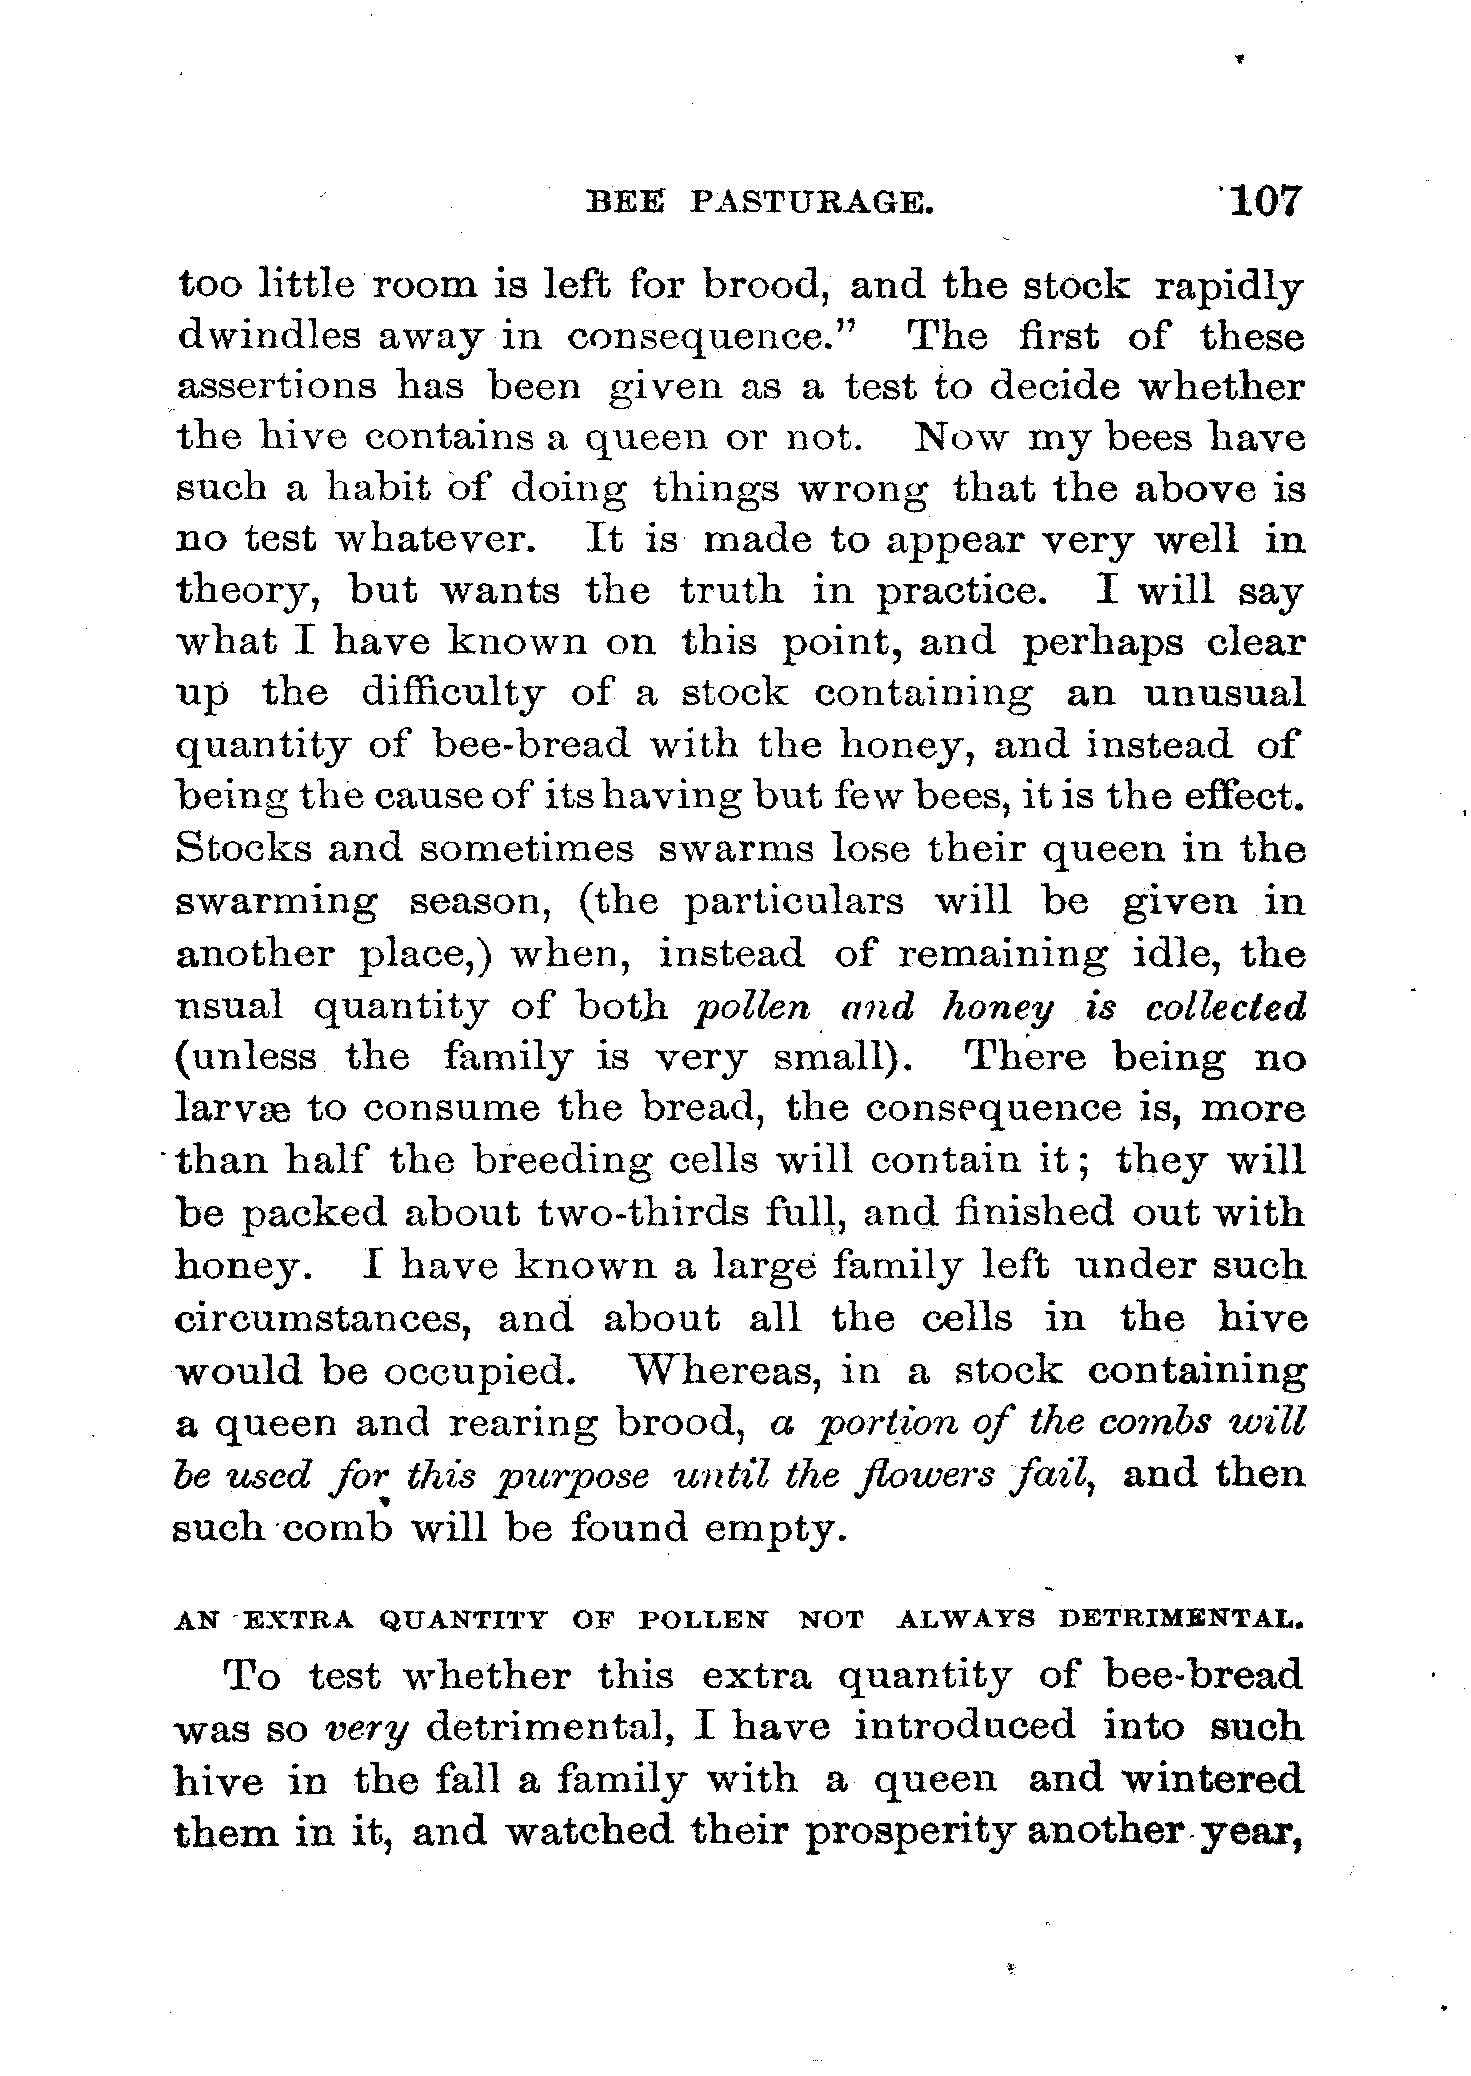 BEE PASTURAGE. 107
too little room is left for brood, and the stock rapidly
dwindles away in consequence." The first of these
assertions has been given as a test to decide whether
the hive contains a queen or not. Now my bees have
such a habit of doing things wrong that the above is
no test whatever. It is made to appear very well in
theory, but wants the truth in practice. I will say
what I have known on this point, and perhaps clear
up the difficulty of a stock containing an unusual
quantity of bee-bread with the honey, and instead of
being the cause of its having but few bees, it is the effect.
Stocks and sometimes swarms lose their queen in the
swarming season, (the particulars will be given in
another place,) when, instead of remaining idle, the
usual quantity of both pollen and honey is collected
(unless the family is very small). There being no
larvæ to consume the bread, the consequence is, more
than half the breeding cells will contain it; they will
be packed about two-thirds full, and finished out with
honey. I have known a large family left under such
circumstances, and about all the cells in the hive
would be occupied. Whereas, in a stock containing
a queen and rearing brood, a portion of the combs will
be used for this purpose until the flowers fail, and then
such comb will be found empty.
AN EXTRA QUANTITY OF POLLEN NOT ALWAYS DETRIMENTAL.
To test whether this extra quantity of bee-bread
was so very detrimental, I have introduced into such
hive in the fall a family with a queen and wintered
them in it, and watched their prosperity another year,